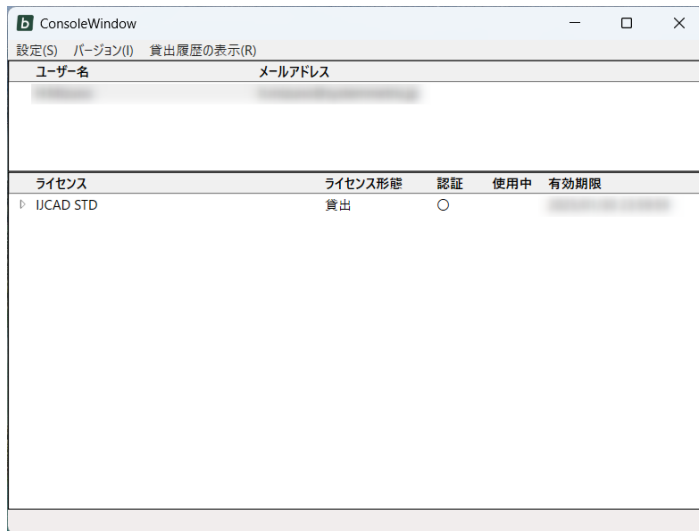 b ConsoleWindow
設定(S) バージョン(I) 貸出履歴の表示(R)
ユーザー名 メールアドレス
ライセンス ライセンス形態 認証 使用中 有効期限
IJCAD STD 貸出 ○